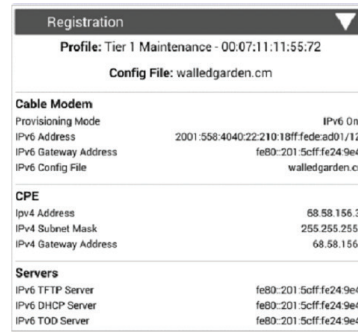 Registration
Profile: Tier 1 Maintenance - 00:07:11:11:55:72
Config File: walledgarden.cm
Cable Modem
Provisioning Mode IPv6 On
IPv6 Address 2001:558:4040:22:210:18ff:fede:ad01/12
IPv6 Gateway Address fe80::201:5cff:fe24:9e4
IPv6 Config File walledgarden.c
CPE
Ipv4 Address 68.58.156.3
IPv4 Subnet Mask 255.255.255
IPv4 Gateway Address 68.58.156
Servers
IPv6 TFTP Server fe80::201:5cff:fe24:9e4
IPv6 DHCP Server fe80::201:5cff:fe24:9e4
IPv6 TOD Server fe80::201:5cff:fe24:9e4